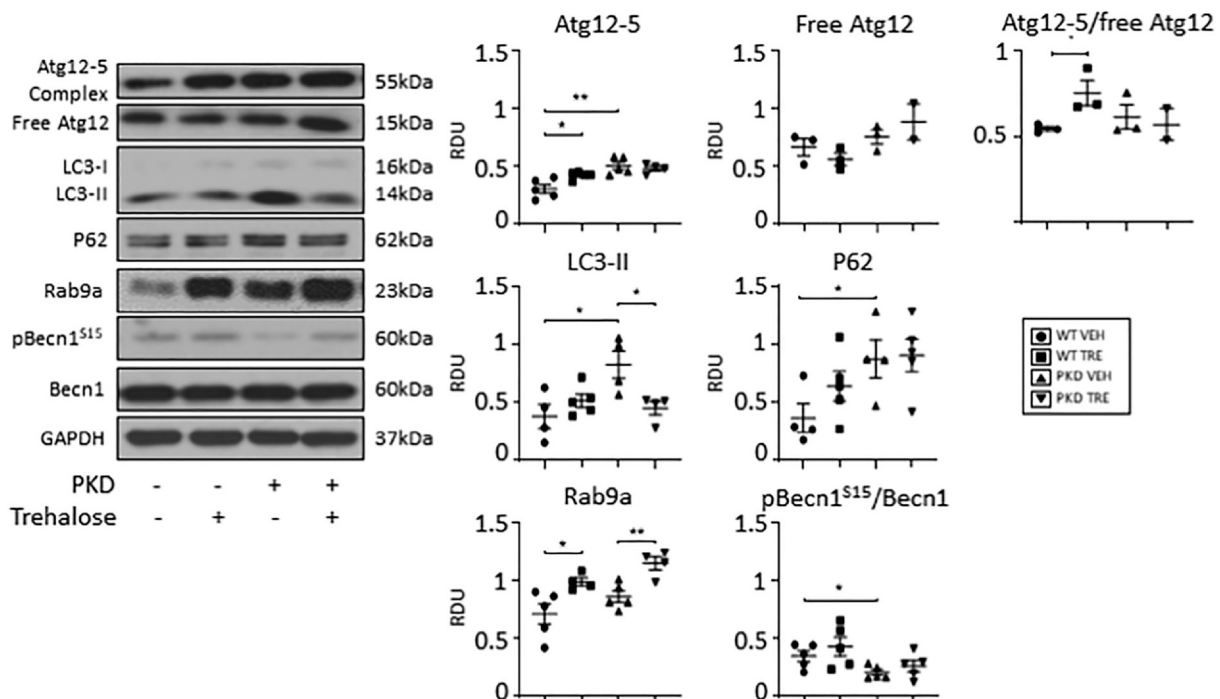 Atg12-5
Complex
55kDa
Free Atg12
15kDa
LC3-I
16kDa
LC3-II
14kDa
P62
62kDa
Rab9a
23kDa
pBecn1S15
60kDa
Becn1
60kDa
GAPDH
37kDa
PKD - - + +
Trehalose - + - +
Atg12-5
1.5
1
0.5
0
RDU
**
*
Free Atg12
1.5
1
0.5
0
RDU
Atg12-5/free Atg12
1
0.5
0
LC3-II
1.5
1
0.5
0
RDU
*
*
P62
1.5
1
0.5
0
RDU
*
WT VEH
WT TRE
PKD VEH
PKD TRE
Rab9a
1.5
1
0.5
RDU
*
**
pBecn1S15/Becn1
1.5
1
0.5
*